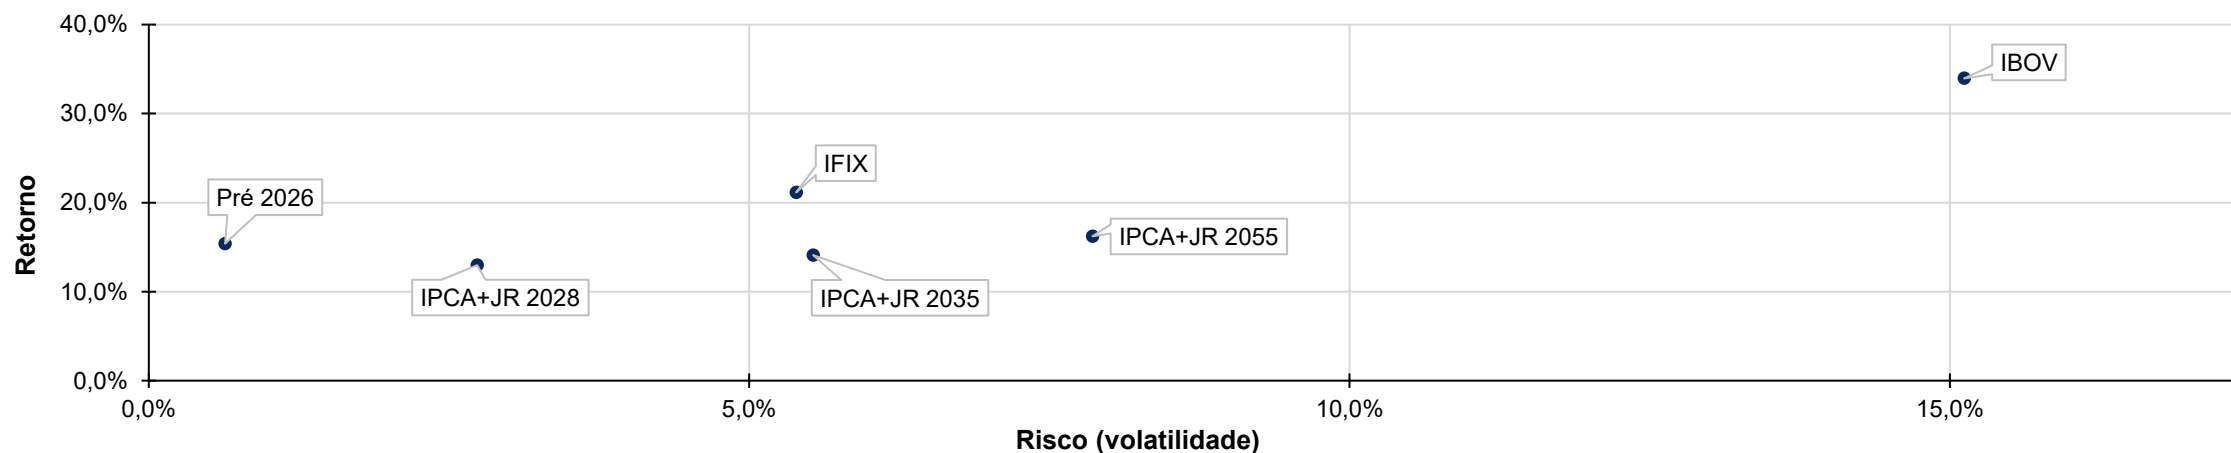 40,0%
IBOV
30,0%
IFIX
Retorno
Pré 2026
20,0%
IPCA+JR 2055
10,0%
IPCA+JR 2028
IPCA+JR 2035
0,0%
0,0%
5,0%
10,0%
15,0%
Risco (volatilidade)